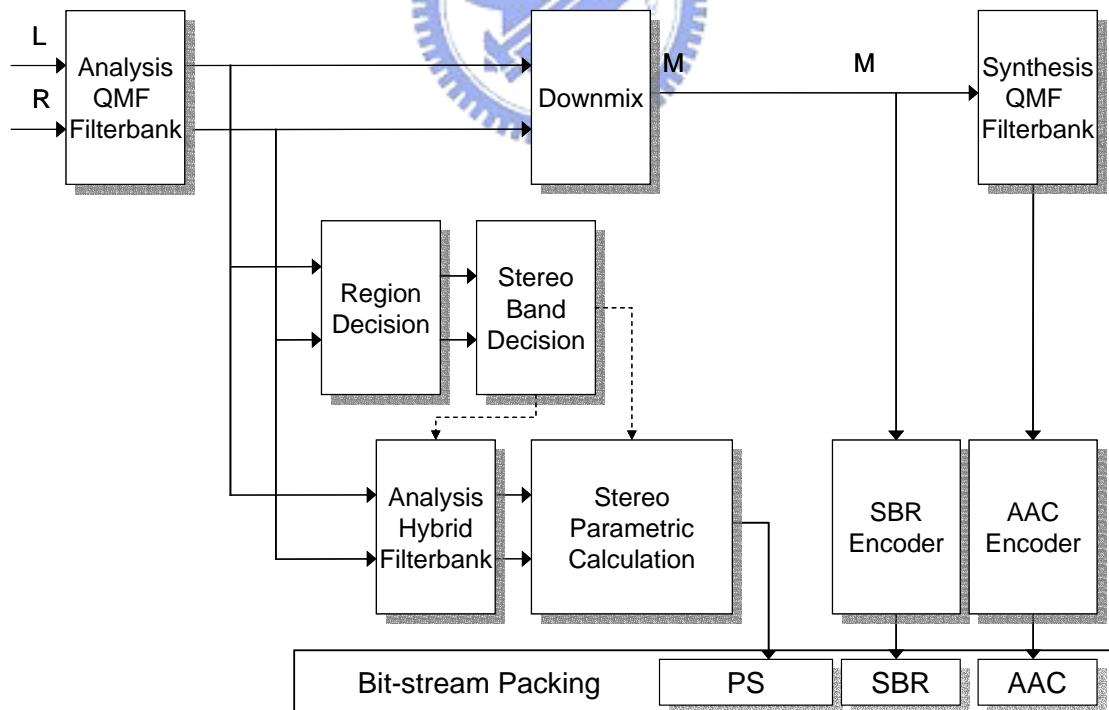 L
R
Analysis
QMF
Filterbank
Downmix
M
M
Synthesis
QMF
Filterbank
Region
Decision
Stereo
Band
Decision
Analysis
Hybrid
Filterbank
Stereo
Parametric
Calculation
SBR
Encoder
AAC
Encoder
Bit-stream Packing
PS
SBR
AAC